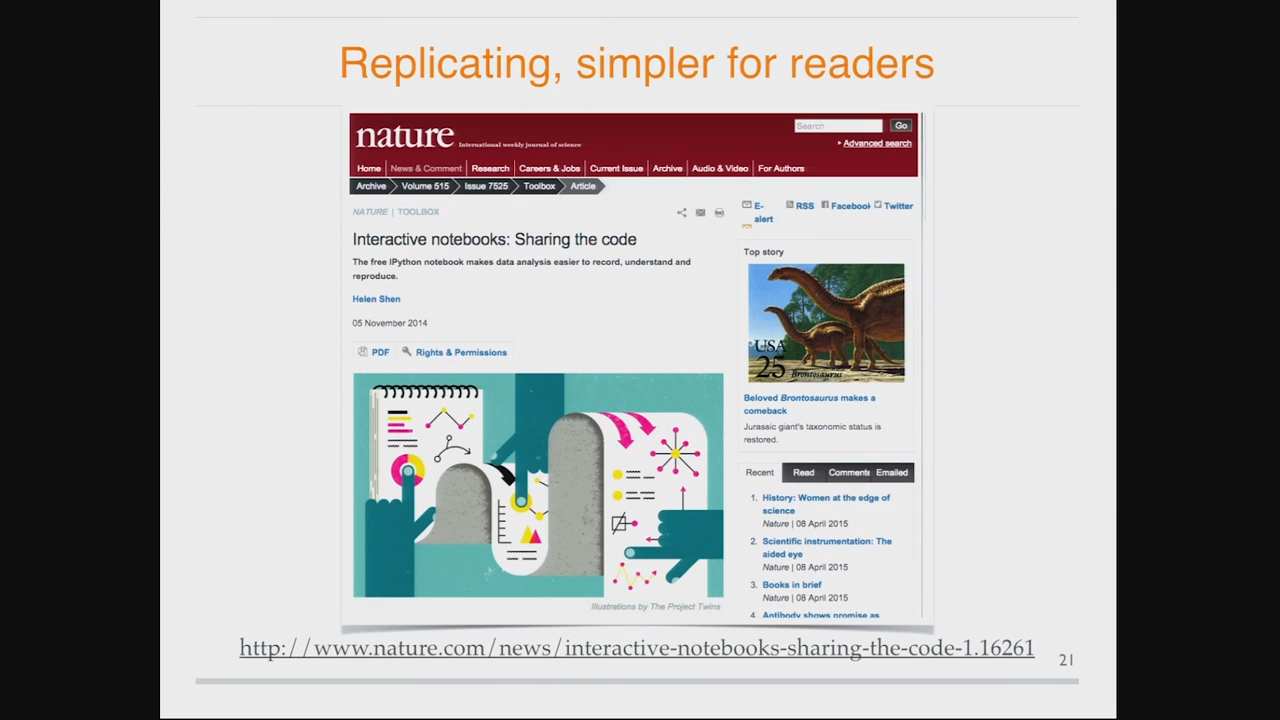 Replicating, simpler for readers
nature International weekly journal of science
Search Go
Advanced search
Home News & Comment Research Careers & Jobs Current Issue Archive Audio & Video For Authors
Archive Volume 515 Issue 7525 Toolbox Article
NATURE | TOOLBOX
Interactive notebooks: Sharing the code
The free IPython notebook makes data analysis easier to record, understand and
reproduce.
Helen Shen
05 November 2014
PDF Rights & Permissions
Illustrations by The Project Twins
E-
alert
RSS Facebook Twitter
Top story
USA
25 Brontosaurus
Beloved Brontosaurus makes a
comeback
Jurassic giant's taxonomic status is
restored.
Recent Read Comments Emailed
1. History: Women at the edge of
science
Nature | 08 April 2015
2. Scientific instrumentation: The
aided eye
Nature | 08 April 2015
3. Books in brief
Nature | 08 April 2015
4. Antibody shows promise as
http://www.nature.com/news/interactive-notebooks-sharing-the-code-1.16261
21